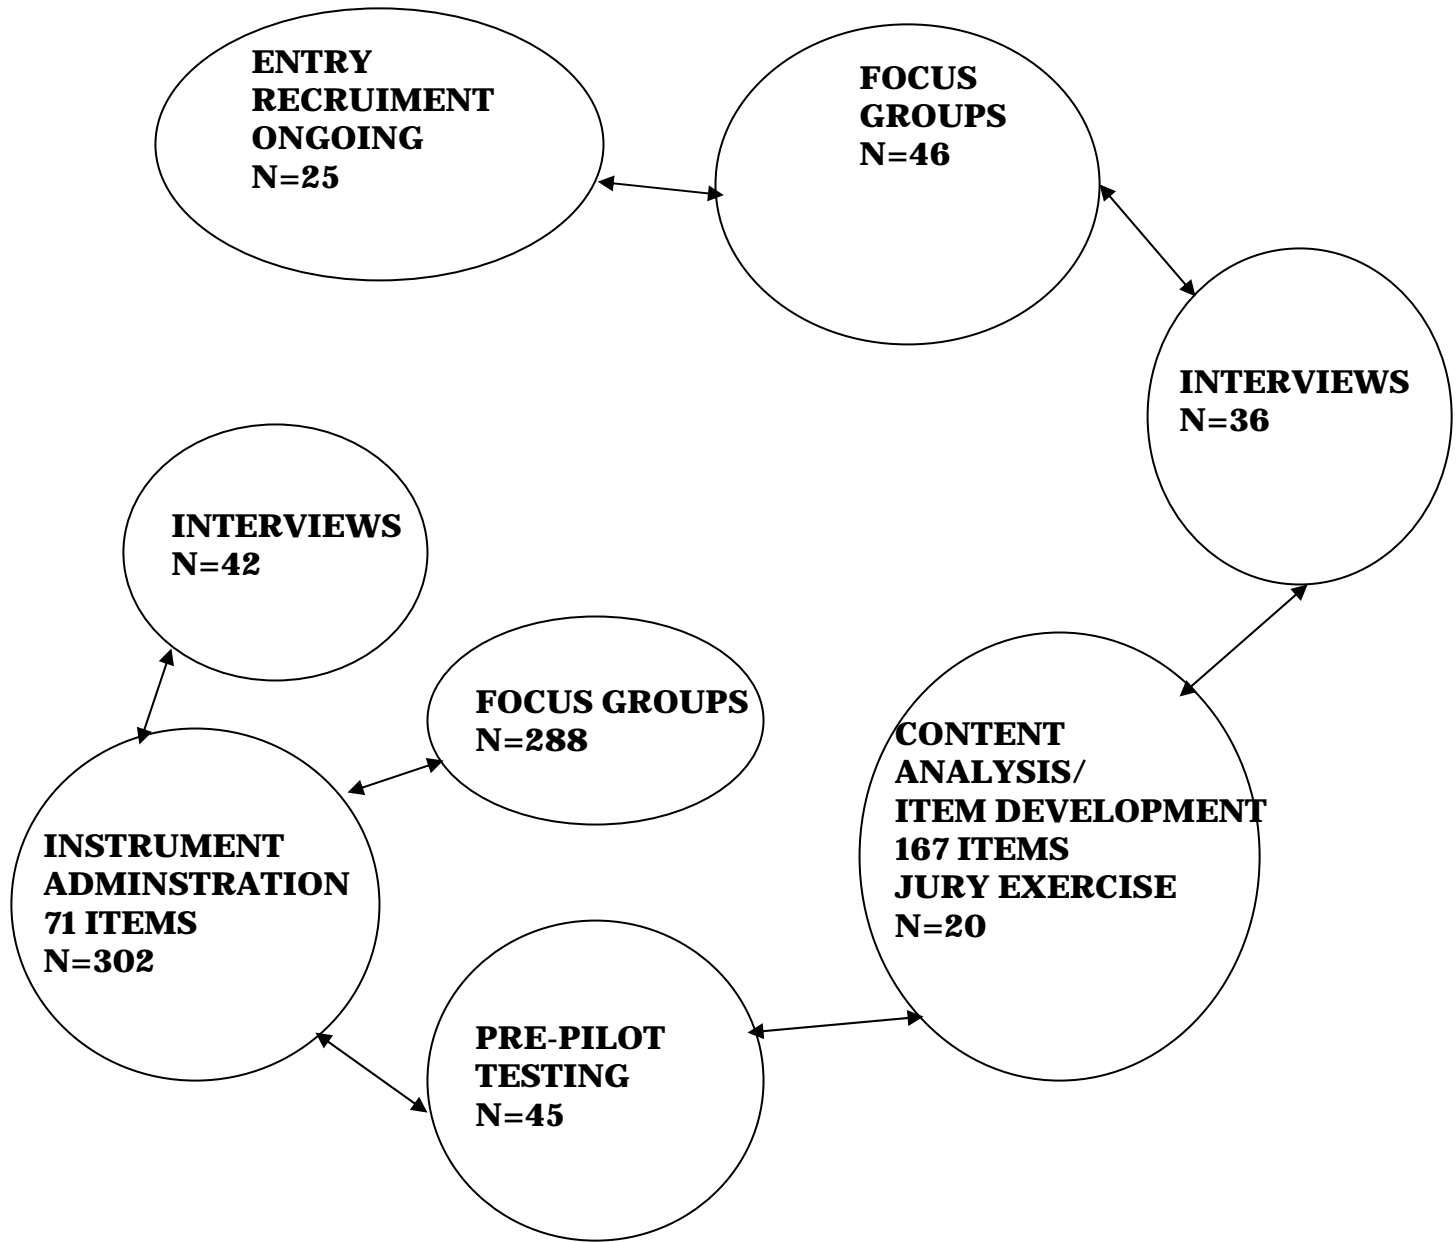 ENTRY
RECRUIMENT
ONGOING
N=25
FOCUS
GROUPS
N=46
INTERVIEWS
N=36
INTERVIEWS
N=42
FOCUS GROUPS
N=288
CONTENT
ANALYSIS/
ITEM DEVELOPMENT
167 ITEMS
JURY EXERCISE
N=20
INSTRUMENT
ADMINSTRATION
71 ITEMS
N=302
PRE-PILOT
TESTING
N=45